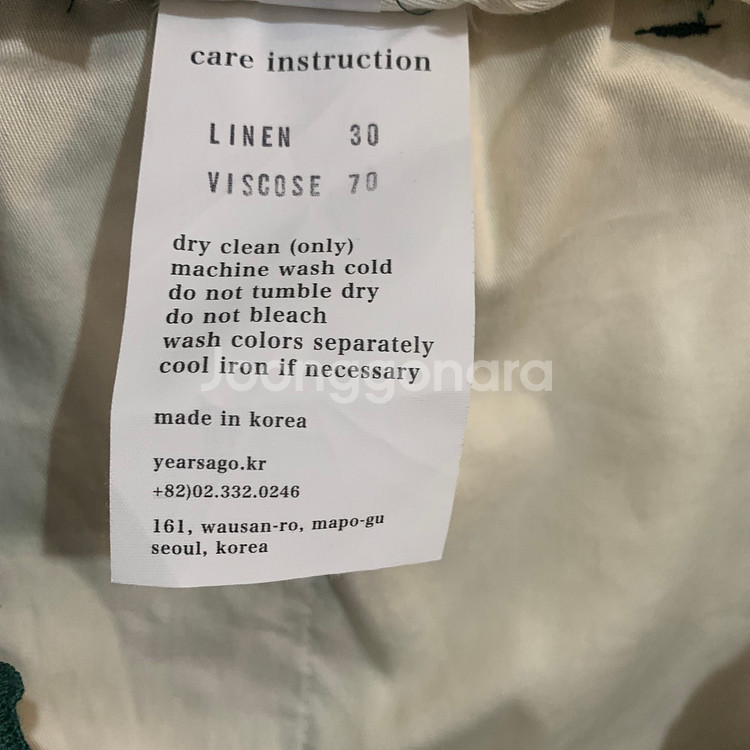 care instruction
LINEN 30
VISCOSE 70
dry clean (only)
machine wash cold
do not tumble dry
do not bleach
wash colors separately
cool iron if necessary
Joonggonara
made in korea
yearsago.kr
+82)02.332.0246
161, wausan-ro, mapo-gu
seoul, korea